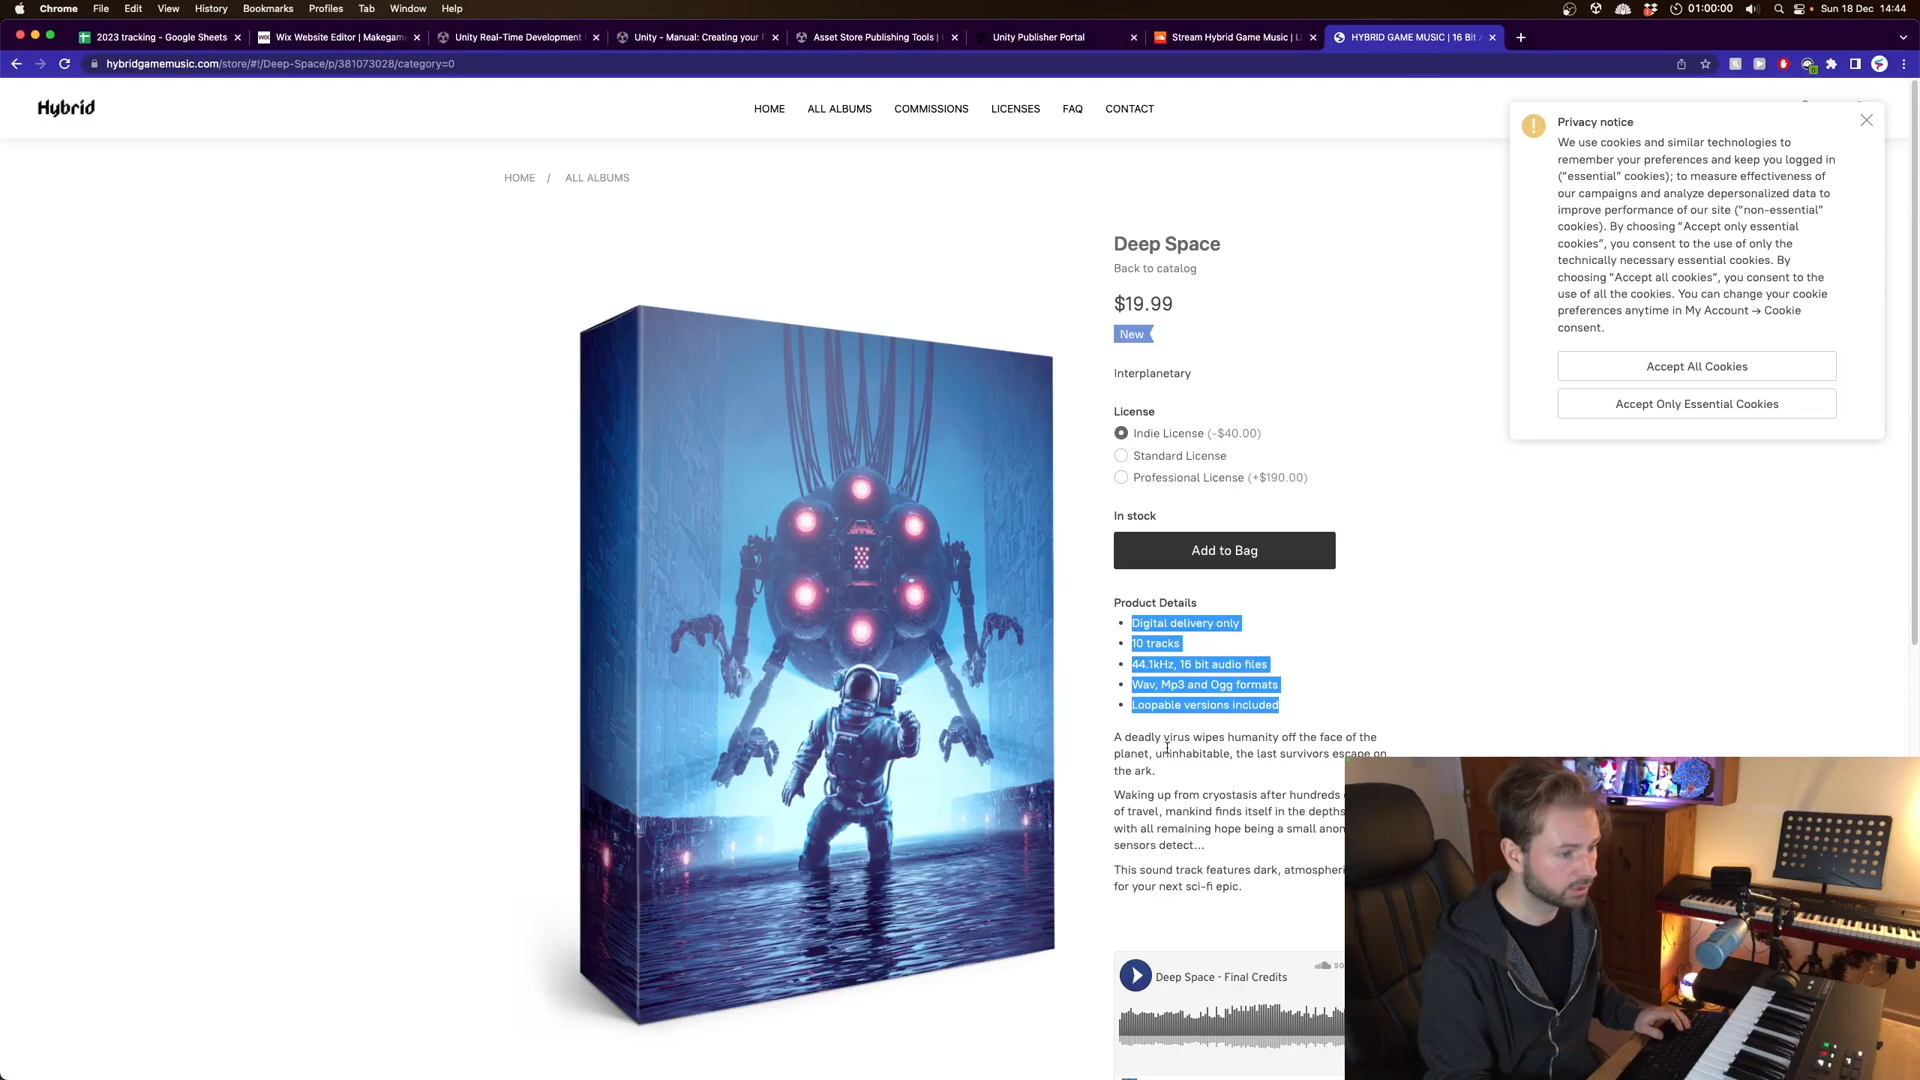 Chrome File Edit View History Bookmarks Profiles Tab Window Help
01:00:00 Sun 18 Dec 14:44
2023 tracking - Google Sheets
Wix Website Editor | Makegam
Unity Real-Time Development
Unity - Manual: Creating your
Asset Store Publishing Tools |
Unity Publisher Portal
Stream Hybrid Game Music |
HYBRID GAME MUSIC | 16 Bit
hybridgamemusic.com/store/#!/Deep-Space/p/381073028/category=0
Hybrid
HOME ALL ALBUMS COMMISSIONS LICENSES FAQ CONTACT
HOME / ALL ALBUMS
Deep Space
Back to catalog
$19.99
New
Interplanetary
License
Indie License (-$40.00)
Standard License
Professional License (+$190.00)
In stock
Add to Bag
Product Details
• Digital delivery only
• 10 tracks
• 44.1kHz, 16 bit audio files
• Wav, Mp3 and Ogg formats
• Loopable versions included
A deadly virus wipes humanity off the face of the
planet, uninhabitable, the last survivors escape on
the ark.
Waking up from cryostasis after hundreds
of travel, mankind finds itself in the depths
with all remaining hope being a small anom
sensors detect...
This sound track features dark, atmospheri
for your next sci-fi epic.
Deep Space - Final Credits
so
Privacy notice
We use cookies and similar technologies to
remember your preferences and keep you logged in
("essential" cookies); to measure effectiveness of
our campaigns and analyze depersonalized data to
improve performance of our site ("non-essential"
cookies). By choosing "Accept only essential
cookies", you consent to the use of only the
technically necessary essential cookies. By
choosing "Accept all cookies", you consent to the
use of all the cookies. You can change your cookie
preferences anytime in My Account → Cookie
consent.
Accept All Cookies
Accept Only Essential Cookies